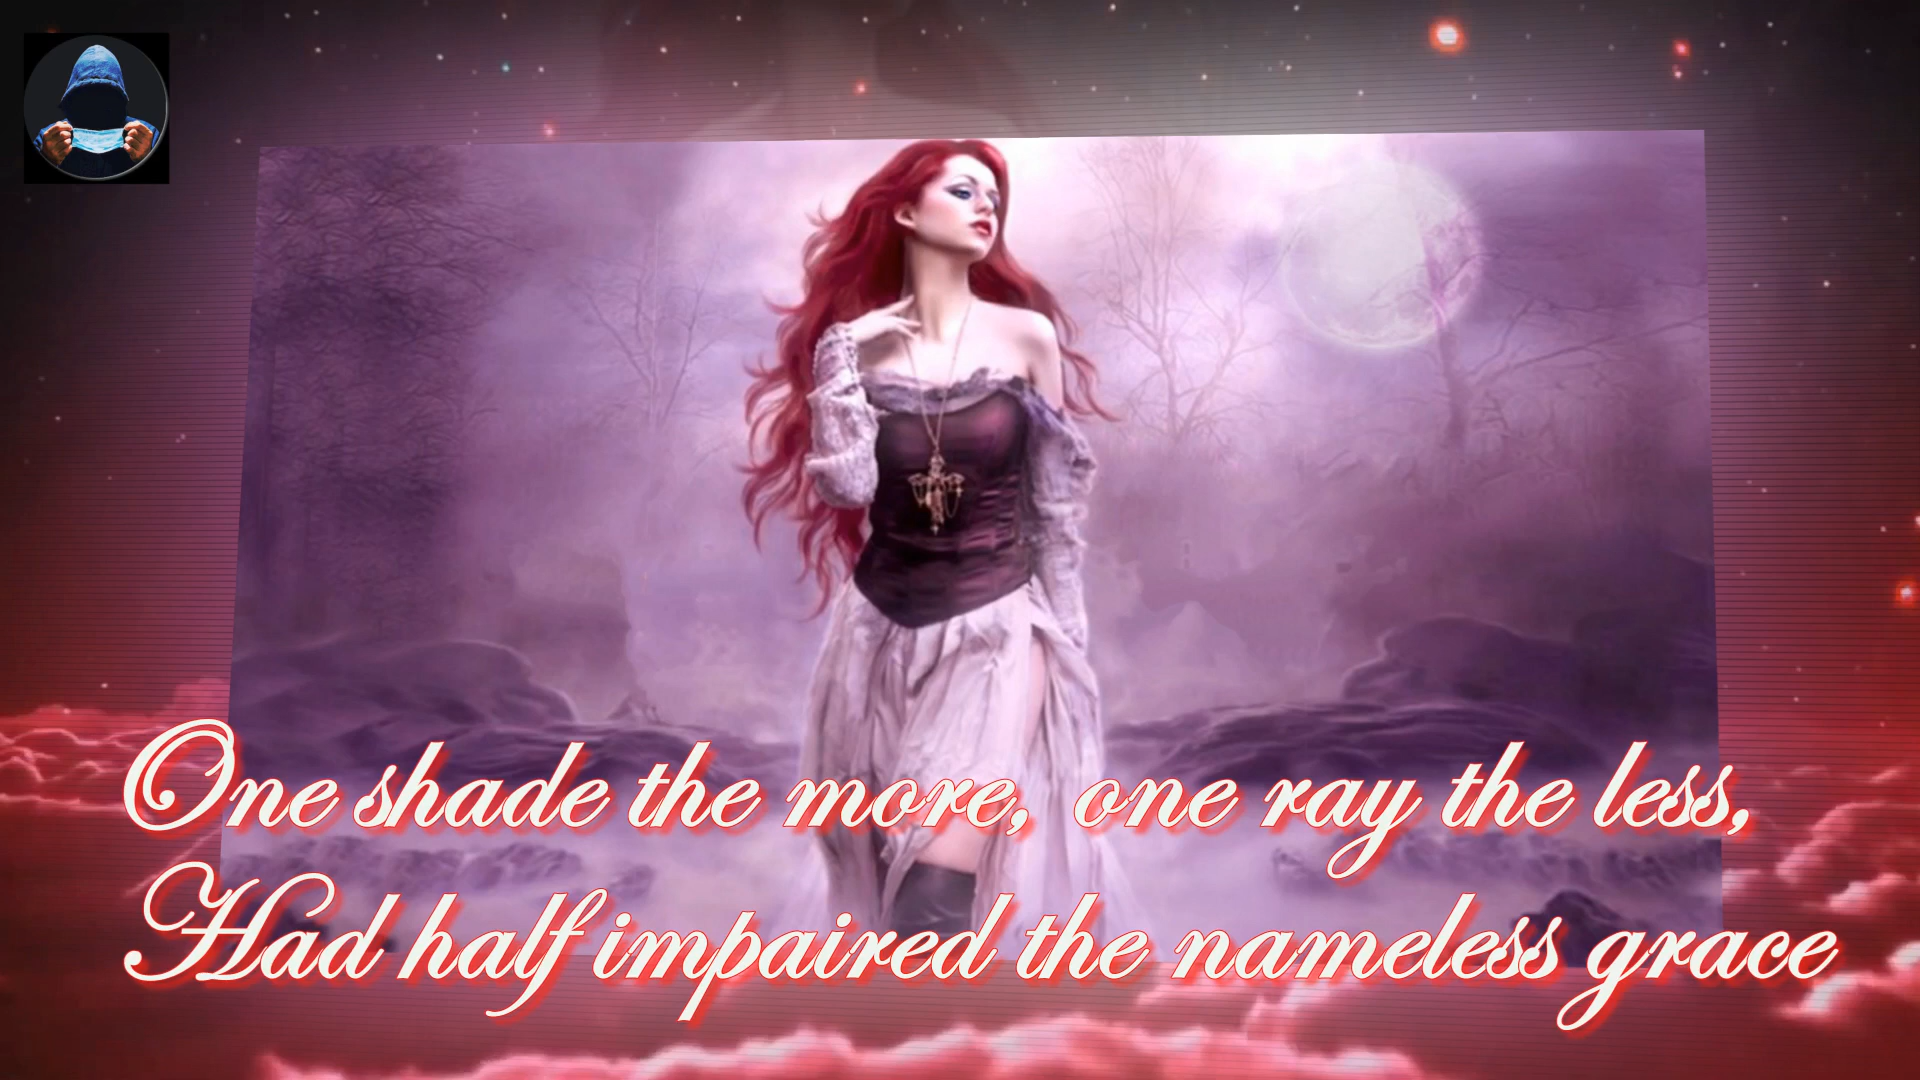 One shade the more, one ray the less,
Had half impaired the nameless grace